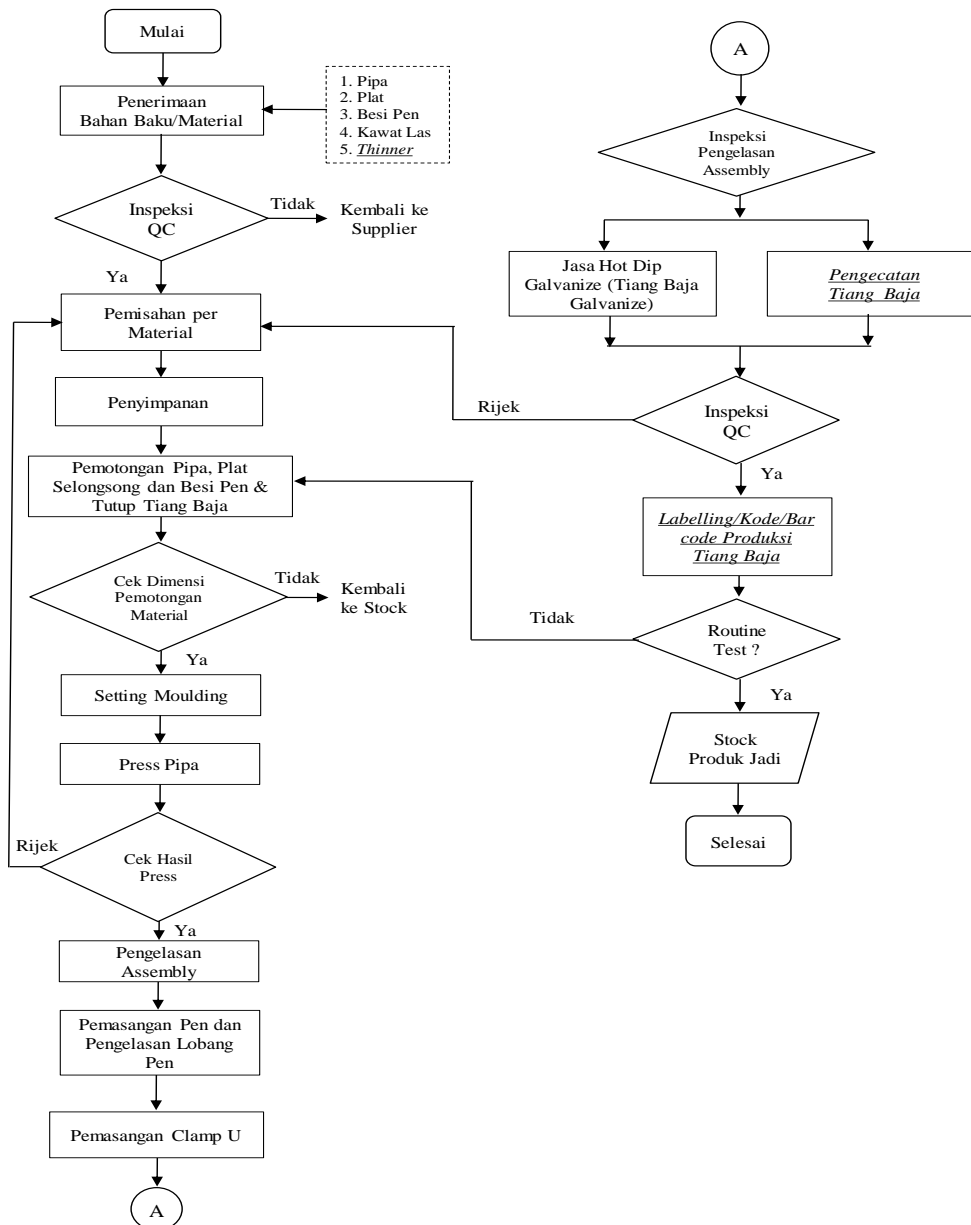 Mulai
Penerimaan
Bahan Baku/Material
1. Pipa
2. Plat
3. Besi Pen
4. Kawat Las
5. Thinner
Inspeksi
QC
Tidak
Kembali ke
Supplier
Ya
Pemisahan per
Material
Penyimpanan
Pemotongan Pipa, Plat
Selongsong dan Besi Pen &
Tutup Tiang Baja
Cek Dimensi
Pemotongan
Material
Tidak
Kembali
ke Stock
Ya
Setting Moulding
Press Pipa
Rijek
Cek Hasil
Press
Ya
Pengelasan
Assembly
Pemasangan Pen dan
Pengelasan Lobang
Pen
Pemasangan Clamp U
A
A
Inspeksi
Pengelasan
Assembly
Jasa Hot Dip
Galvanize (Tiang Baja
Galvanize)
Pengecatan
Tiang Baja
Rijek
Inspeksi
QC
Ya
Labelling/Kode/Bar
code Produksi
Tiang Baja
Tidak
Routine
Test ?
Ya
Stock
Produk Jadi
Selesai